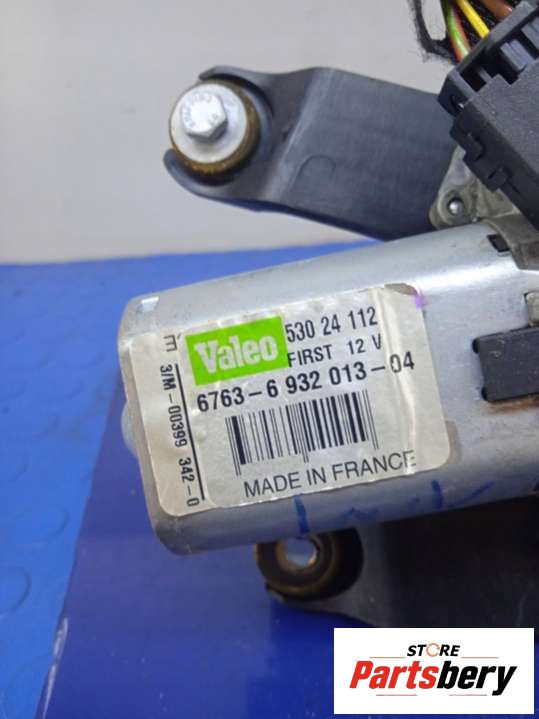 Valeo
530 24 112
FIRST 12 V
6763-6 932 013-04
MADE IN FRANCE
3/M-00399 342-0
STORE
Partsbery